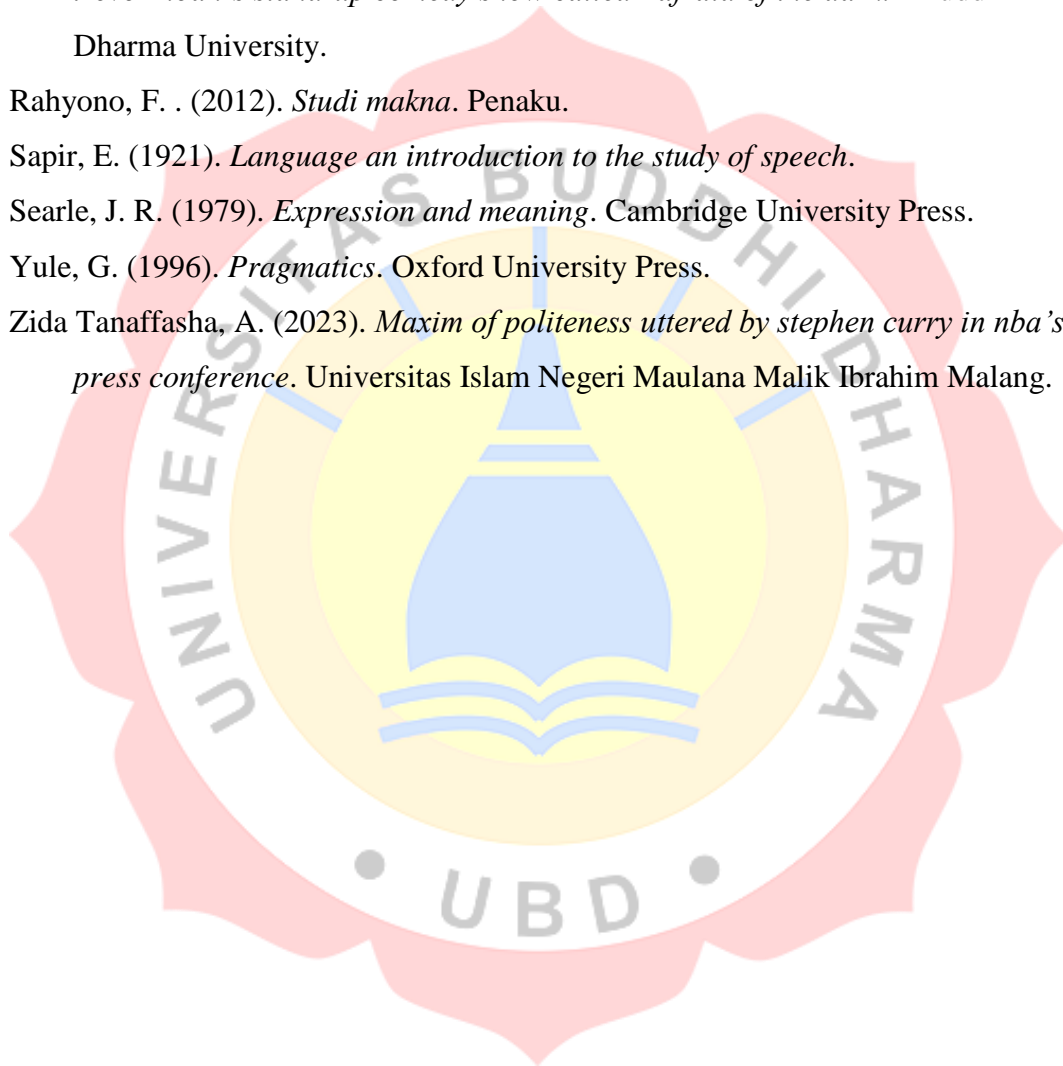 Dharma University.
Rahyono, F. . (2012). Studi makna. Penaku.
Sapir, E. (1921). Language an introduction to the study of speech.
Searle, J. R. (1979). Expression and meaning. Cambridge University Press.
Yule, G. (1996). Pragmatics. Oxford University Press.
Zida Tanaffasha, A. (2023). Maxim of politeness uttered by stephen curry in nba's
press conference. Universitas Islam Negeri Maulana Malik Ibrahim Malang.
UNIVERSITAS BUDDHI DHARMA
• UBD •